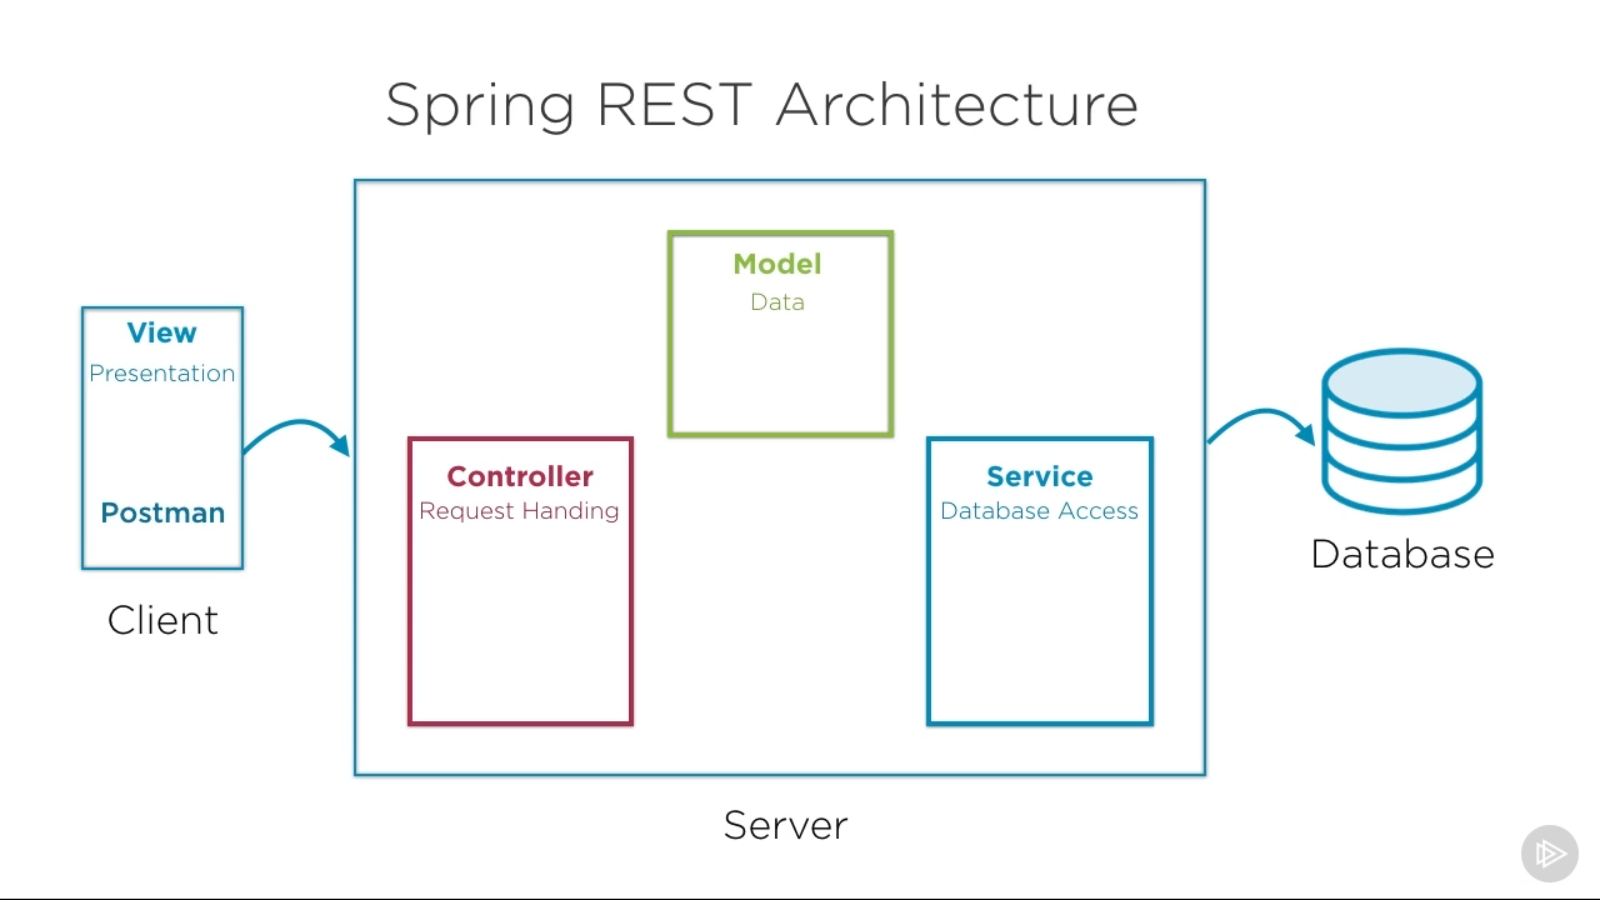 Spring REST Architecture
View
Presentation
Postman
Client
Model
Data
Controller
Request Handing
Service
Database Access
Server
Database